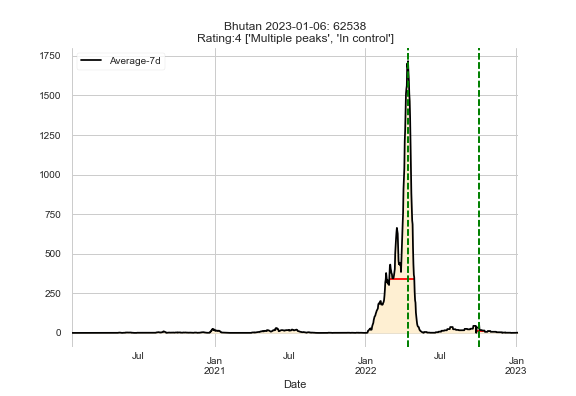 Bhutan 2023-01-06: 62538
Rating:4 ['Multiple peaks', 'In control']
Average-7d
1750
1500
1250
1000
750
500
250
0
Jul
Jan
2021
Jul
Jan
2022
Jul
Jan
2023
Date